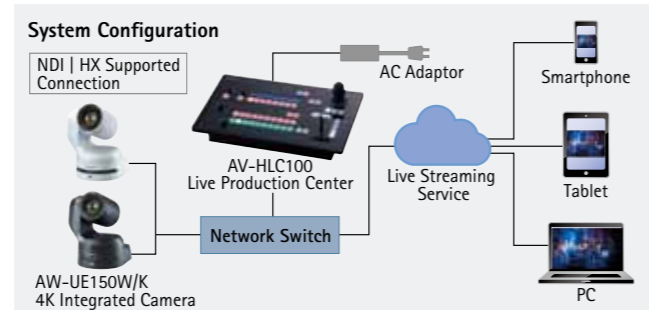 System Configuration
NDI | HX Supported
Connection
AC Adaptor
Smartphone
AV-HLC100
Live Production Center
Live Streaming
Service
Tablet
Network Switch
AW-UE150W/K
4K Integrated Camera
PC